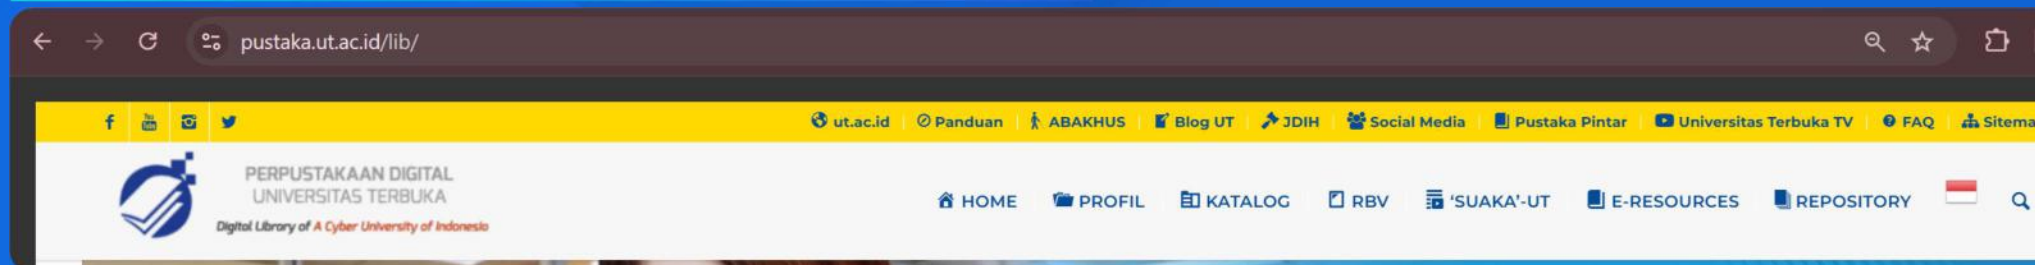 pustaka.ut.ac.id/lib/
ut.ac.id Panduan ABAKHUS Blog UT JDIH Social Media Pustaka Pintar Universitas Terbuka TV FAQ Sitema
PERPUSTAKAAN DIGITAL
UNIVERSITAS TERBUKA
Digital Library of A Cyber University of Indonesia
HOME PROFIL KATALOG RBV 'SUAKA'-UT E-RESOURCES REPOSITORY